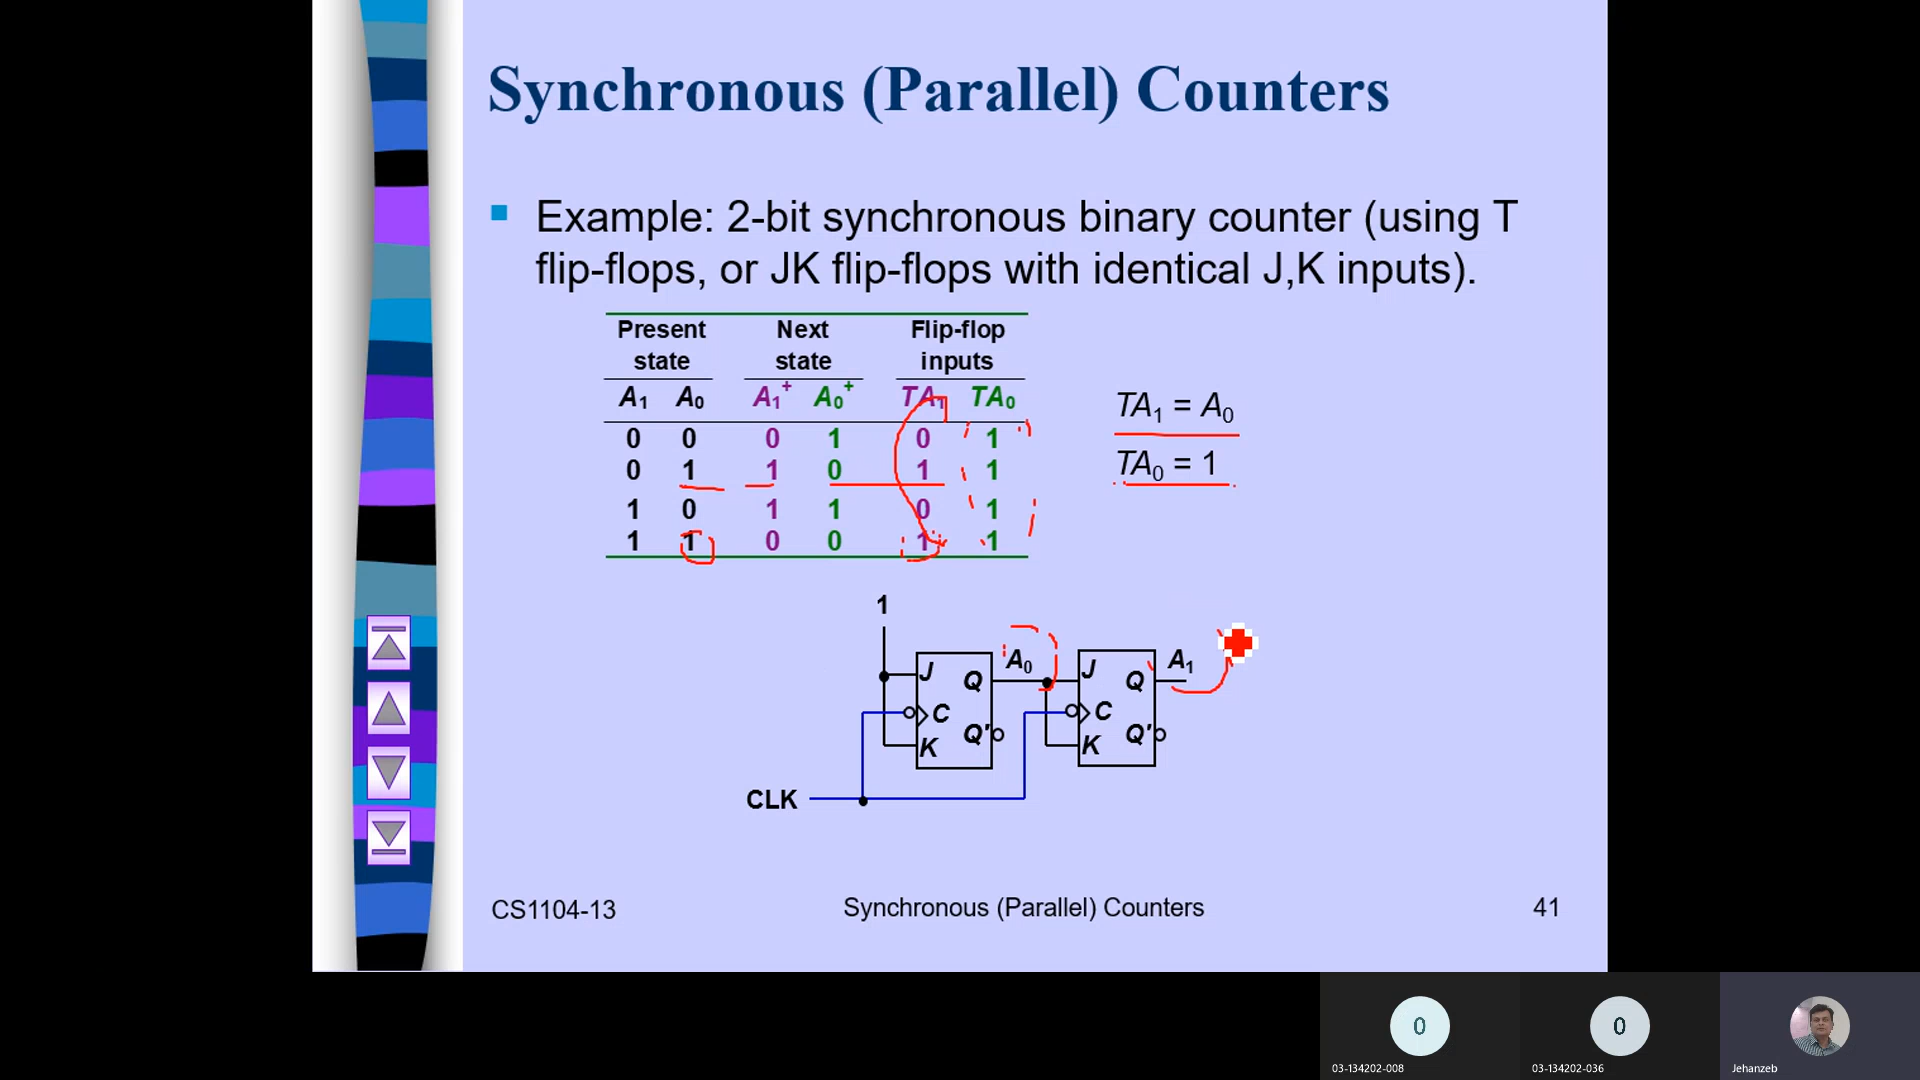 Synchronous (Parallel) Counters
Example: 2-bit synchronous binary counter (using T
flip-flops, or JK flip-flops with identical J,K inputs).
Present Next Flip-flop
state state inputs
A₁ A₀ A₁⁺ A₀⁺ TA₁ TA₀
0 0 0 1 0 1
0 1 1 0 1 1
1 0 1 1 0 1
1 1 0 0 1 1
TA₁ = A₀
TA₀ = 1
1
A₀ A₁
J Q J Q
C C
K Q' K Q'
CLK
CS1104-13 Synchronous (Parallel) Counters 41
0 0
03-134202-008 03-134202-036 Jehanzeb